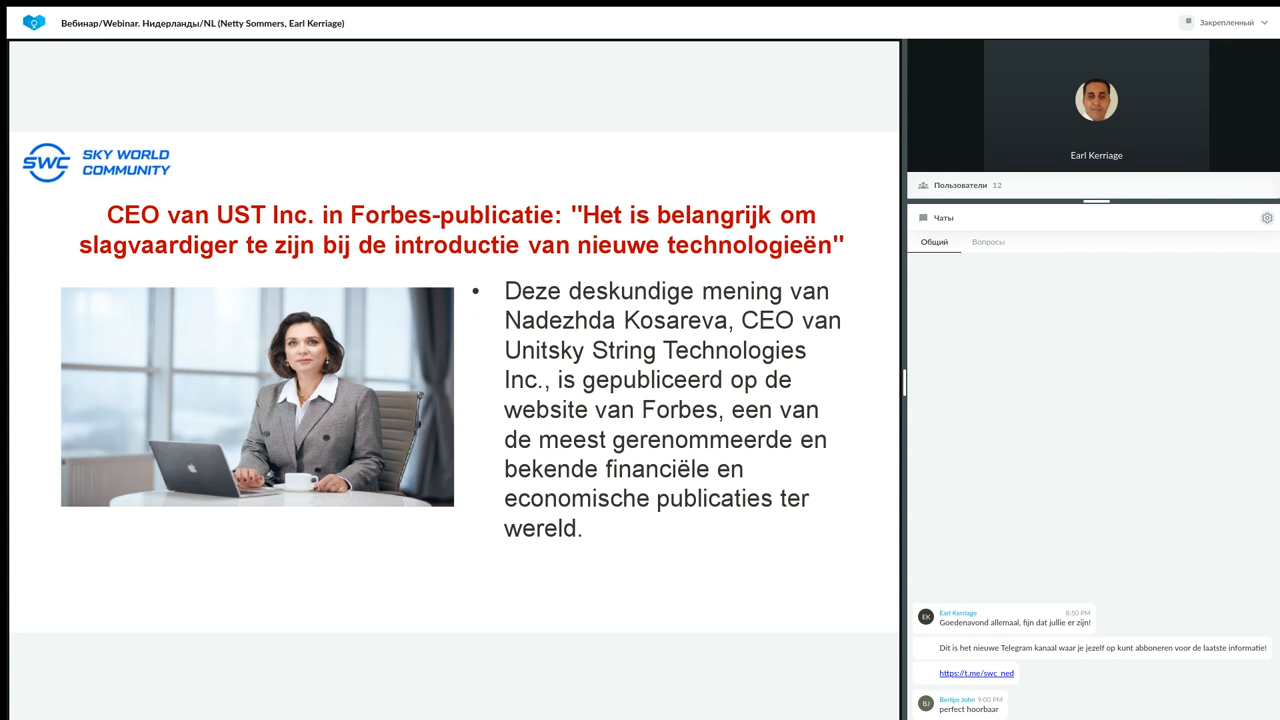 Вебинар/Webinar. Нидерланды/NL (Netty Sommers, Earl Kerriage)
Закрепленный
SWC SKY WORLD
COMMUNITY
CEO van UST Inc. in Forbes-publicatie: "Het is belangrijk om
slagvaardiger te zijn bij de introductie van nieuwe technologieën"
• Deze deskundige mening van
Nadezhda Kosareva, CEO van
Unitsky String Technologies
Inc., is gepubliceerd op de
website van Forbes, een van
de meest gerenommeerde en
bekende financiële en
economische publicaties ter
wereld.
Earl Kerriage
Пользователи 12
Чаты
Общий Вопросы
EK Earl Kerriage 8:50 PM
Goedenavond allemaal, fijn dat jullie er zijn!
Dit is het nieuwe Telegram kanaal waar je jezelf op kunt abboneren voor de laatste informatie!
https://t.me/swc_ned
BJ Berlips John 9:00 PM
perfect hoorbaar